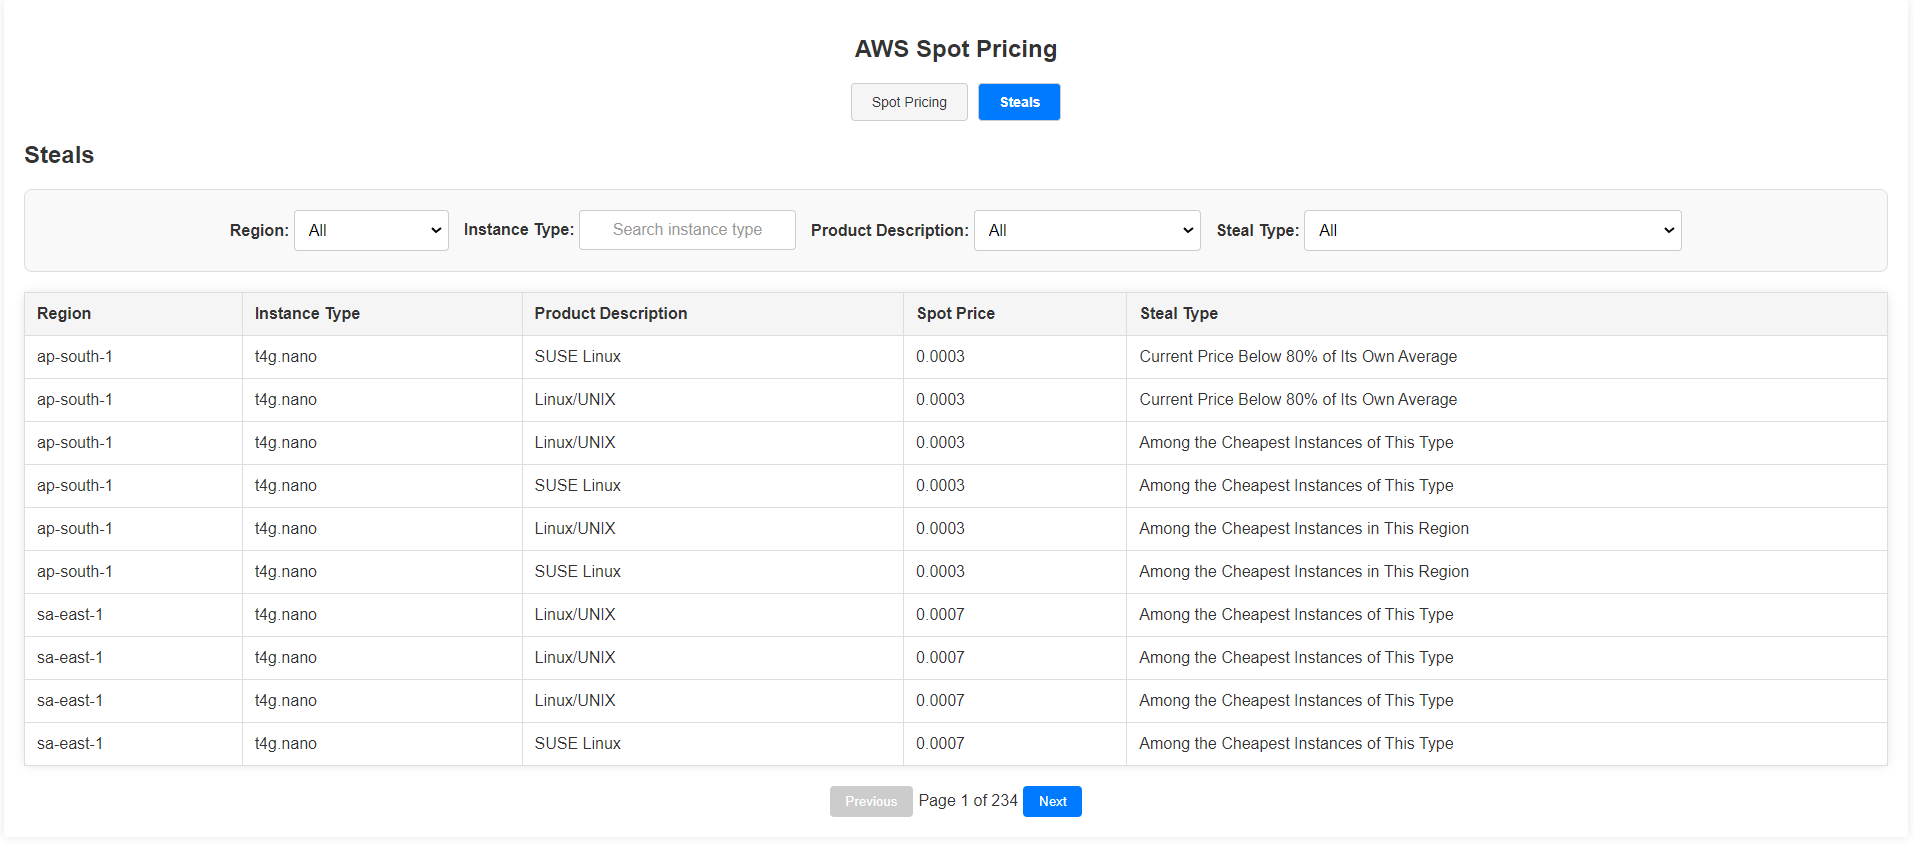 AWS Spot Pricing
Spot Pricing Steals
Steals
Region: All Instance Type: Search instance type Product Description: All Steal Type: All
Region Instance Type Product Description Spot Price Steal Type
ap-south-1 t4g.nano SUSE Linux 0.0003 Current Price Below 80% of Its Own Average
ap-south-1 t4g.nano Linux/UNIX 0.0003 Current Price Below 80% of Its Own Average
ap-south-1 t4g.nano Linux/UNIX 0.0003 Among the Cheapest Instances of This Type
ap-south-1 t4g.nano SUSE Linux 0.0003 Among the Cheapest Instances of This Type
ap-south-1 t4g.nano Linux/UNIX 0.0003 Among the Cheapest Instances in This Region
ap-south-1 t4g.nano SUSE Linux 0.0003 Among the Cheapest Instances in This Region
sa-east-1 t4g.nano Linux/UNIX 0.0007 Among the Cheapest Instances of This Type
sa-east-1 t4g.nano Linux/UNIX 0.0007 Among the Cheapest Instances of This Type
sa-east-1 t4g.nano Linux/UNIX 0.0007 Among the Cheapest Instances of This Type
sa-east-1 t4g.nano SUSE Linux 0.0007 Among the Cheapest Instances of This Type
Previous Page 1 of 234 Next